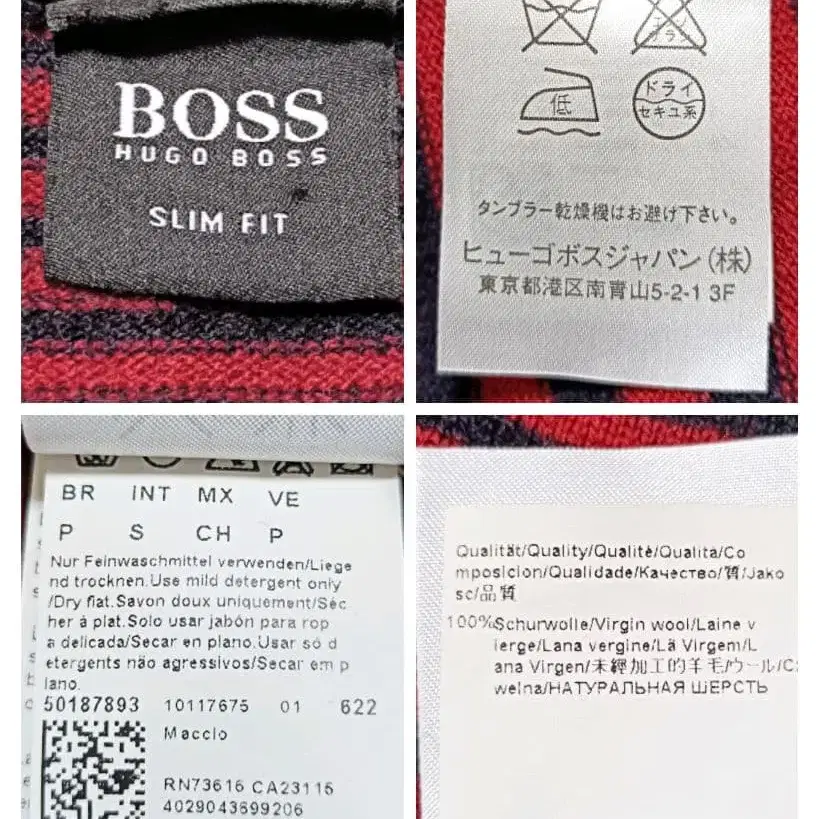 BOSS
HUGO BOSS
SLIM FIT
低
ドライ
セキユ系
タンブラー乾燥機はお避け下さい。
ヒューゴボスジャパン(株)
東京都港区南青山5-2-1 3F
BR INT MX VE
P S CH P
Nur Feinwaschmittel verwenden/Liege
nd trocknen.Use mild detergent only
/Dry flat.Savon doux uniquement/Séc
her à plat.Solo usar jabón para rop
a delicada/Secar en plano.Usar só d
etergents não agressivos/Secar em p
lano.
50187893 10117675 01 622
Maccio
RN73616 CA23115
4029043699206
Qualität/Quality/Qualité/Qualità/Co
mposicion/Qualidade/Качество/質/Jako
sc/品質
100%Schurwolle/Virgin wool/Laine v
ierge/Lana vergine/Lã Virgem/L
ana Virgen/未經加工的羊毛/ウール/C
welna/НАТУРАЛЬНАЯ ШЕРСТЬ